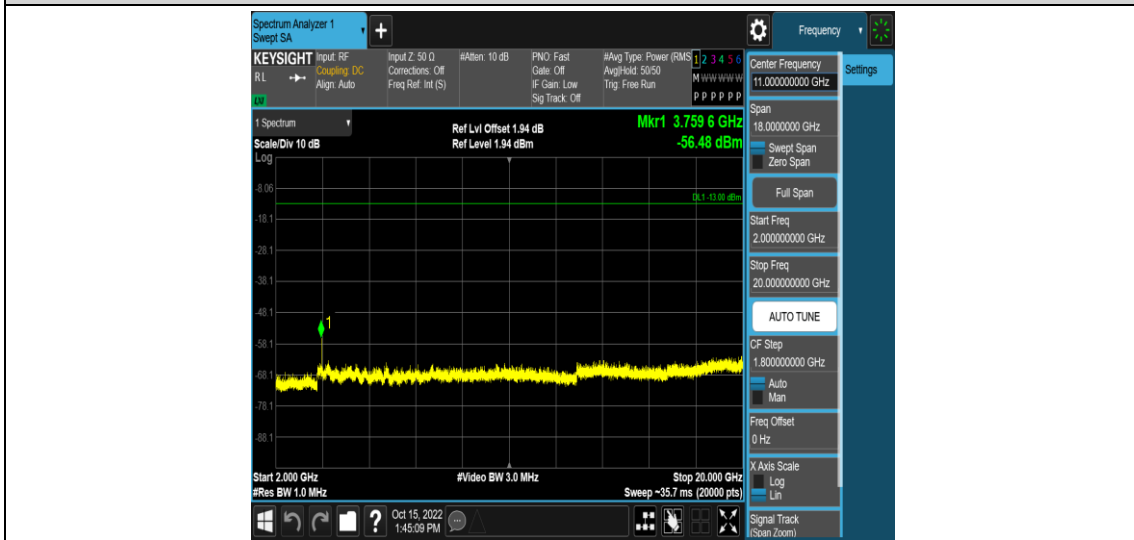 Spectrum Analyzer 1
Swept SA
+
Frequency
KEYSIGHT
RL
Input: RF
Coupling: DC
Align: Auto
Input Z: 50 Ω
Corrections: Off
Freq Ref: Int (S)
#Atten: 10 dB
PNO: Fast
Gate: Off
IF Gain: Low
Sig Track: Off
#Avg Type: Power (RMS
Avg|Hold: 50/50
Trig: Free Run
1 2 3 4 5 6
M W W W W W
P P P P P P
Center Frequency
11.000000000 GHz
Settings
Span
18.0000000 GHz
Swept Span
Zero Span
Full Span
Start Freq
2.000000000 GHz
Stop Freq
20.000000000 GHz
AUTO TUNE
CF Step
1.800000000 GHz
Auto
Man
Freq Offset
0 Hz
X Axis Scale
Log
Lin
Signal Track
(Span Zoom)
1 Spectrum
Scale/Div 10 dB
Log
Ref Lvl Offset 1.94 dB
Ref Level 1.94 dBm
Mkr1 3.759 6 GHz
-56.48 dBm
-8.06
DL1 -13.00 dBm
-18.1
-28.1
-38.1
-48.1
1
-58.1
-68.1
-78.1
-88.1
Start 2.000 GHz
#Video BW 3.0 MHz
Stop 20.000 GHz
#Res BW 1.0 MHz
Sweep ~35.7 ms (20000 pts)
?
Oct 15, 2022
1:45:09 PM